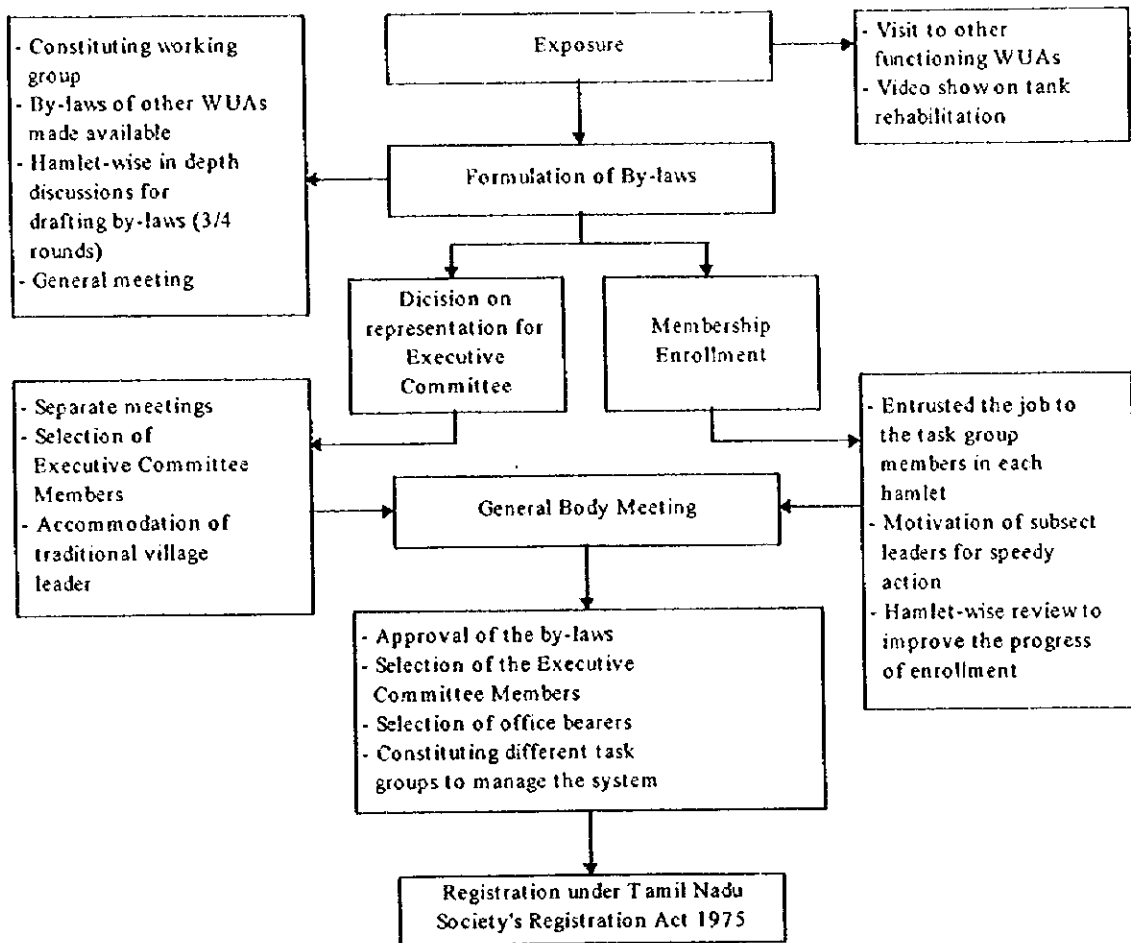 Exposure
- Visit to other
functioning WUAs
- Video show on tank
rehabilitation
- Constituting working
group
- By-laws of other WUAs
made available
- Hamlet-wise in depth
discussions for
drafting by-laws (3/4
rounds)
- General meeting
Formulation of By-laws
Dicision on
representation for
Executive
Committee
Membership
Enrollment
- Separate meetings
- Selection of
Executive Committee
Members
- Accommodation of
traditional village
leader
- Entrusted the job to
the task group
members in each
hamlet
- Motivation of subsect
leaders for speedy
action
- Hamlet-wise review to
improve the progress
of enrollment
General Body Meeting
- Approval of the by-laws
- Selection of the Executive
Committee Members
- Selection of office bearers
- Constituting different task
groups to manage the system
Registration under Tamil Nadu
Society's Registration Act 1975